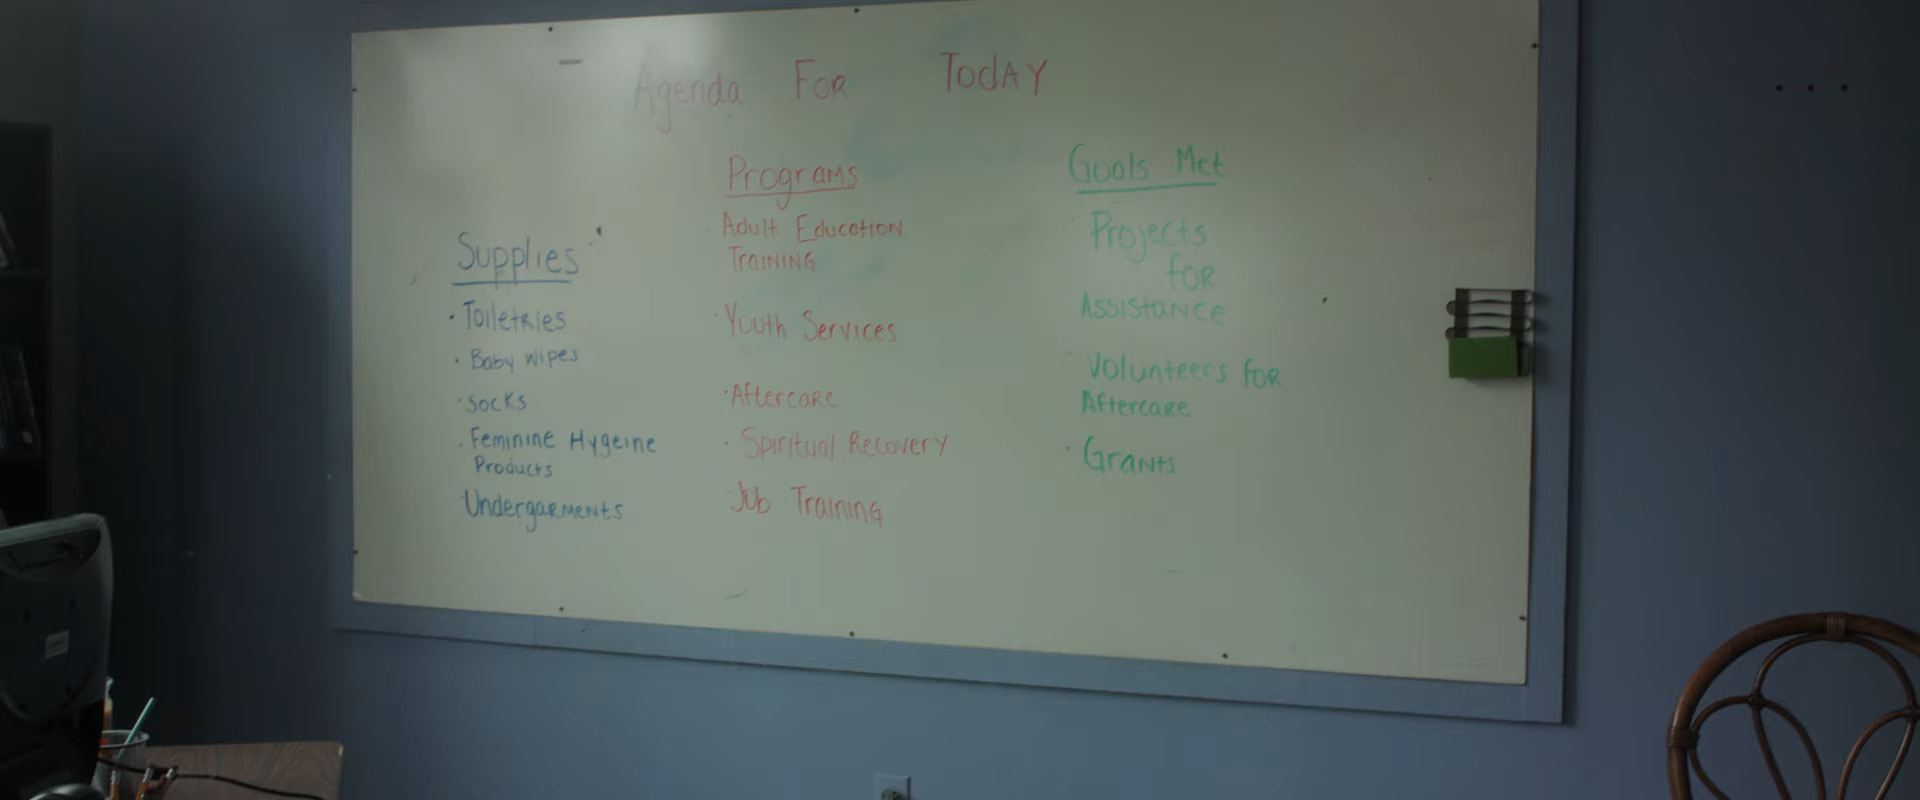 Agenda FOR TodAY
Supplies
• Toiletries
• Baby wipes
• Socks
• Feminine Hygeine
Products
• Undergarments
Programs
Adult Education
Training
• Youth Services
• Aftercare
• Spiritual Recovery
Job Training
Goals Met
Projects
for
Assistance
Volunteers for
Aftercare
• Grants